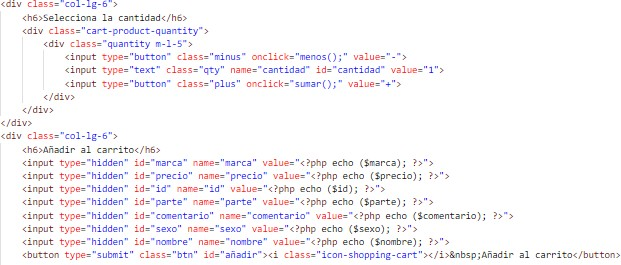 <div class="col-lg-6">
<h6>Selecciona la cantidad</h6>
<div class="cart-product-quantity">
<div class="quantity m-l-5">
<input type="button" class="minus" onclick="menos();" value="-">
<input type="text" class="qty" name="cantidad" id="cantidad" value="1">
<input type="button" class="plus" onclick="sumar();" value="+">
</div>
</div>
</div>
<div class="col-lg-6">
<h6>Añadir al carrito</h6>
<input type="hidden" id="marca" name="marca" value="<?php echo ($marca); ?>">
<input type="hidden" id="precio" name="precio" value="<?php echo ($precio); ?>">
<input type="hidden" id="id" name="id" value="<?php echo ($id); ?>">
<input type="hidden" id="parte" name="parte" value="<?php echo ($parte); ?>">
<input type="hidden" id="comentario" name="comentario" value="<?php echo ($comentario); ?>">
<input type="hidden" id="sexo" name="sexo" value="<?php echo ($sexo); ?>">
<input type="hidden" id="nombre" name="nombre" value="<?php echo ($nombre); ?>">
<button type="submit" class="btn" id="añadir"><i class="icon-shopping-cart"></i>&nbsp;Añadir al carrito</button>